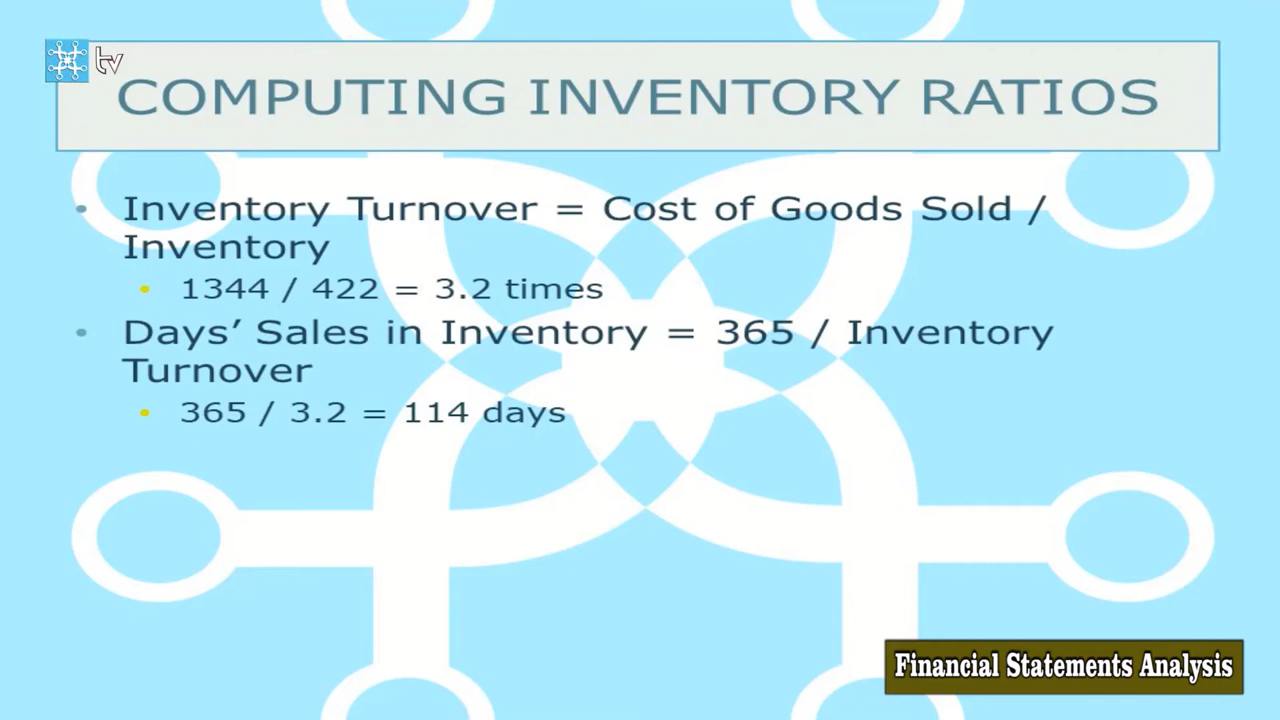 tv
COMPUTING INVENTORY RATIOS
• Inventory Turnover = Cost of Goods Sold /
Inventory
• 1344 / 422 = 3.2 times
• Days’ Sales in Inventory = 365 / Inventory
Turnover
• 365 / 3.2 = 114 days
Financial Statements Analysis